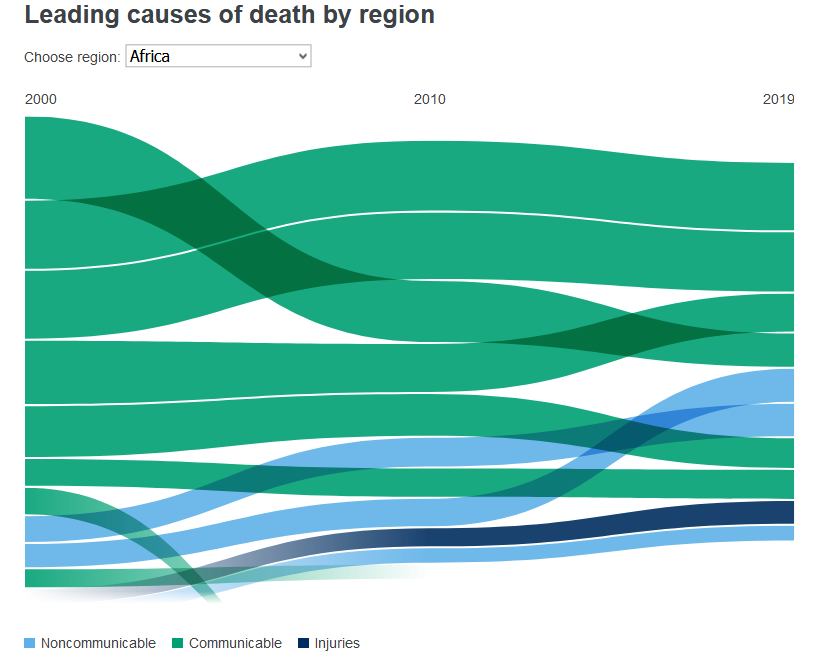 Leading causes of death by region
Choose region: Africa
2000 2010 2019
Noncommunicable Communicable Injuries